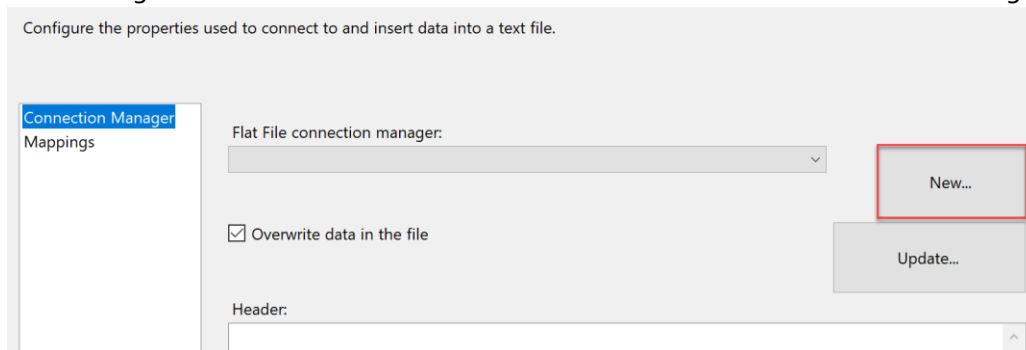 Configure the properties used to connect to and insert data into a text file.
Connection Manager
Mappings
Flat File connection manager:
New...
Overwrite data in the file
Update...
Header: